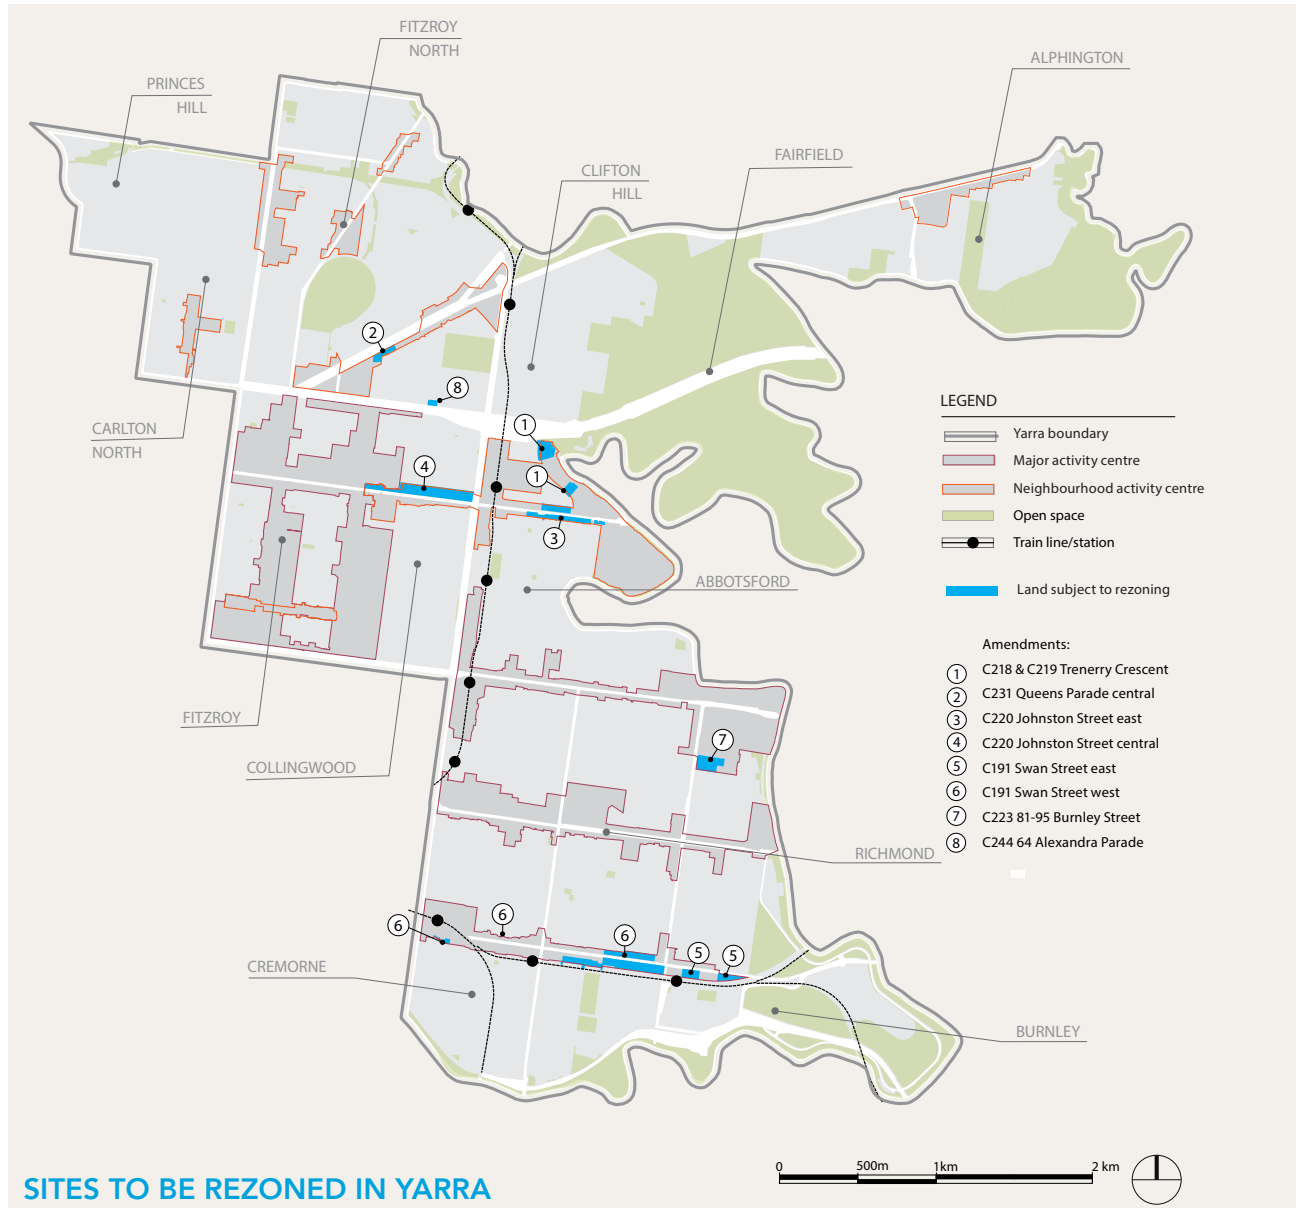 FITZROY
NORTH
PRINCES
HILL
ALPHINGTON
CLIFTON
HILL
FAIRFIELD
2
8
1
CARLTON
NORTH
4
1
3
ABBOTSFORD
FITZROY
COLLINGWOOD
7
RICHMOND
6
6
6
5
5
CREMORNE
BURNLEY
LEGEND
Yarra boundary
Major activity centre
Neighbourhood activity centre
Open space
Train line/station
Land subject to rezoning
Amendments:
1 C218 & C219 Trenerry Crescent
2 C231 Queens Parade central
3 C220 Johnston Street east
4 C220 Johnston Street central
5 C191 Swan Street east
6 C191 Swan Street west
7 C223 81-95 Burnley Street
8 C244 64 Alexandra Parade
0 500m 1km 2 km
SITES TO BE REZONED IN YARRA